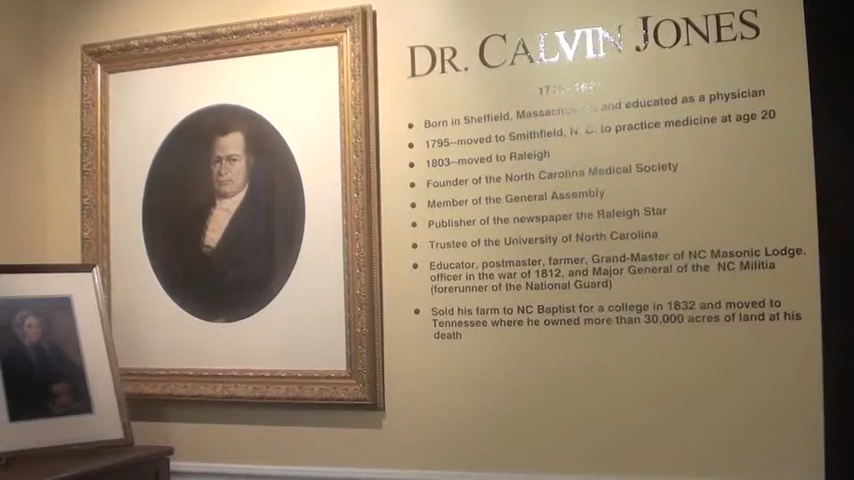 DR. CALVIN JONES
• Born in Sheffield, Massachusetts and educated as a physician
• 1795—moved to Smithfield, N. C. to practice medicine at age 20
• 1803—moved to Raleigh
• Founder of the North Carolina Medical Society
• Member of the General Assembly
• Publisher of the newspaper the Raleigh Star
• Trustee of the University of North Carolina
• Educator, postmaster, farmer, Grand-Master of NC Masonic Lodge,
officer in the war of 1812, and Major General of the NC Militia
(forerunner of the National Guard)
• Sold his farm to NC Baptist for a college in 1832 and moved to
Tennessee where he owned more than 30,000 acres of land at his
death